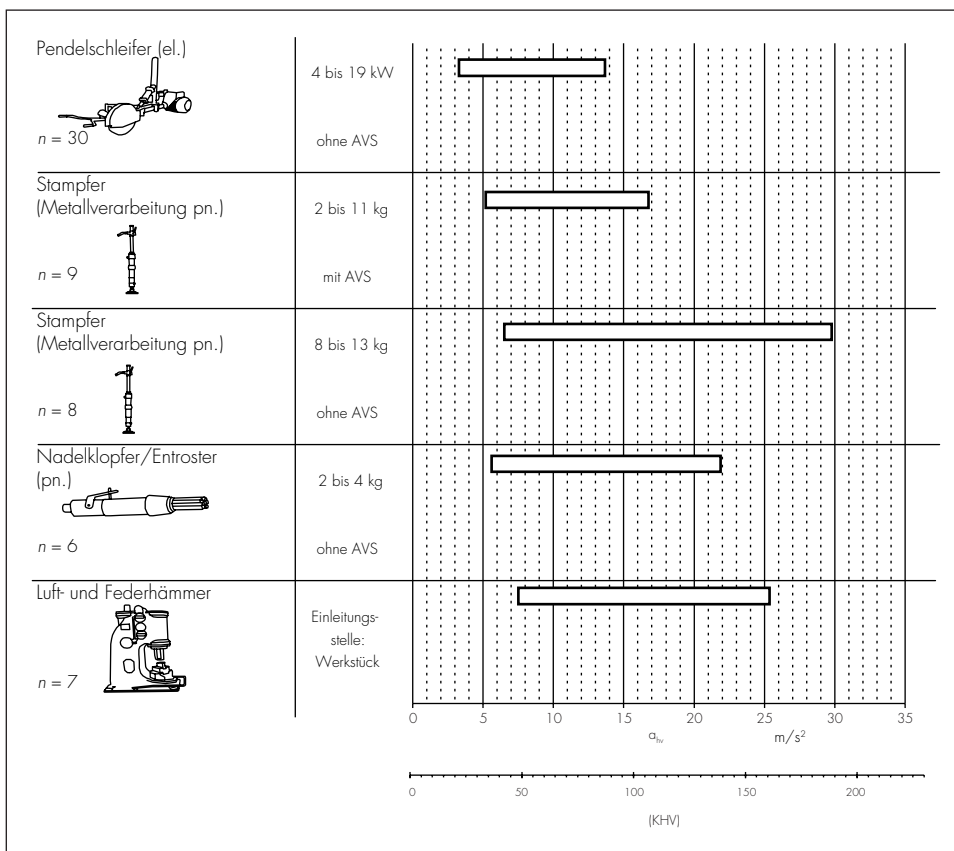 Pendelschleifer (el.)
4 bis 19 kW
n = 30
ohne AVS
Stampfer
(Metallverarbeitung pn.)
2 bis 11 kg
n = 9
mit AVS
Stampfer
(Metallverarbeitung pn.)
8 bis 13 kg
n = 8
ohne AVS
Nadelklopfer/Entroster
(pn.)
2 bis 4 kg
n = 6
ohne AVS
Luft- und Federhämmer
Einleitungs-
stelle:
Werkstück
n = 7
0 5 10 15 20 25 30 35
a_hv m/s²
0 50 100 150 200
(KHV)